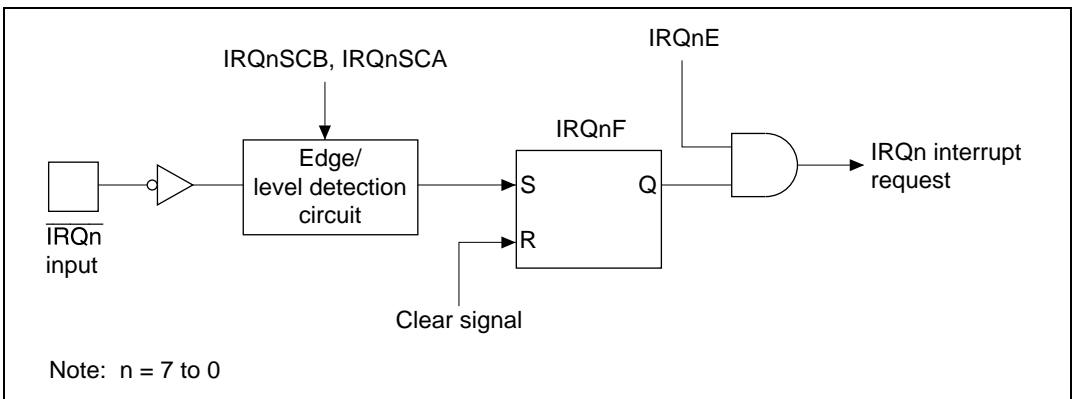 IRQnE
IRQnSCB, IRQnSCA
IRQnF
Edge/
level detection
circuit
S
Q
R
IRQn interrupt
request
IRQn
input
Clear signal
Note: n = 7 to 0